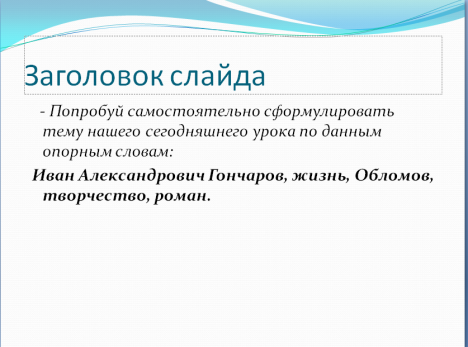 Заголовок слайда
- Попробуй самостоятельно сформулировать
тему нашего сегодняшнего урока по данным
опорным словам:
Иван Александрович Гончаров, жизнь, Обломов,
творчество, роман.